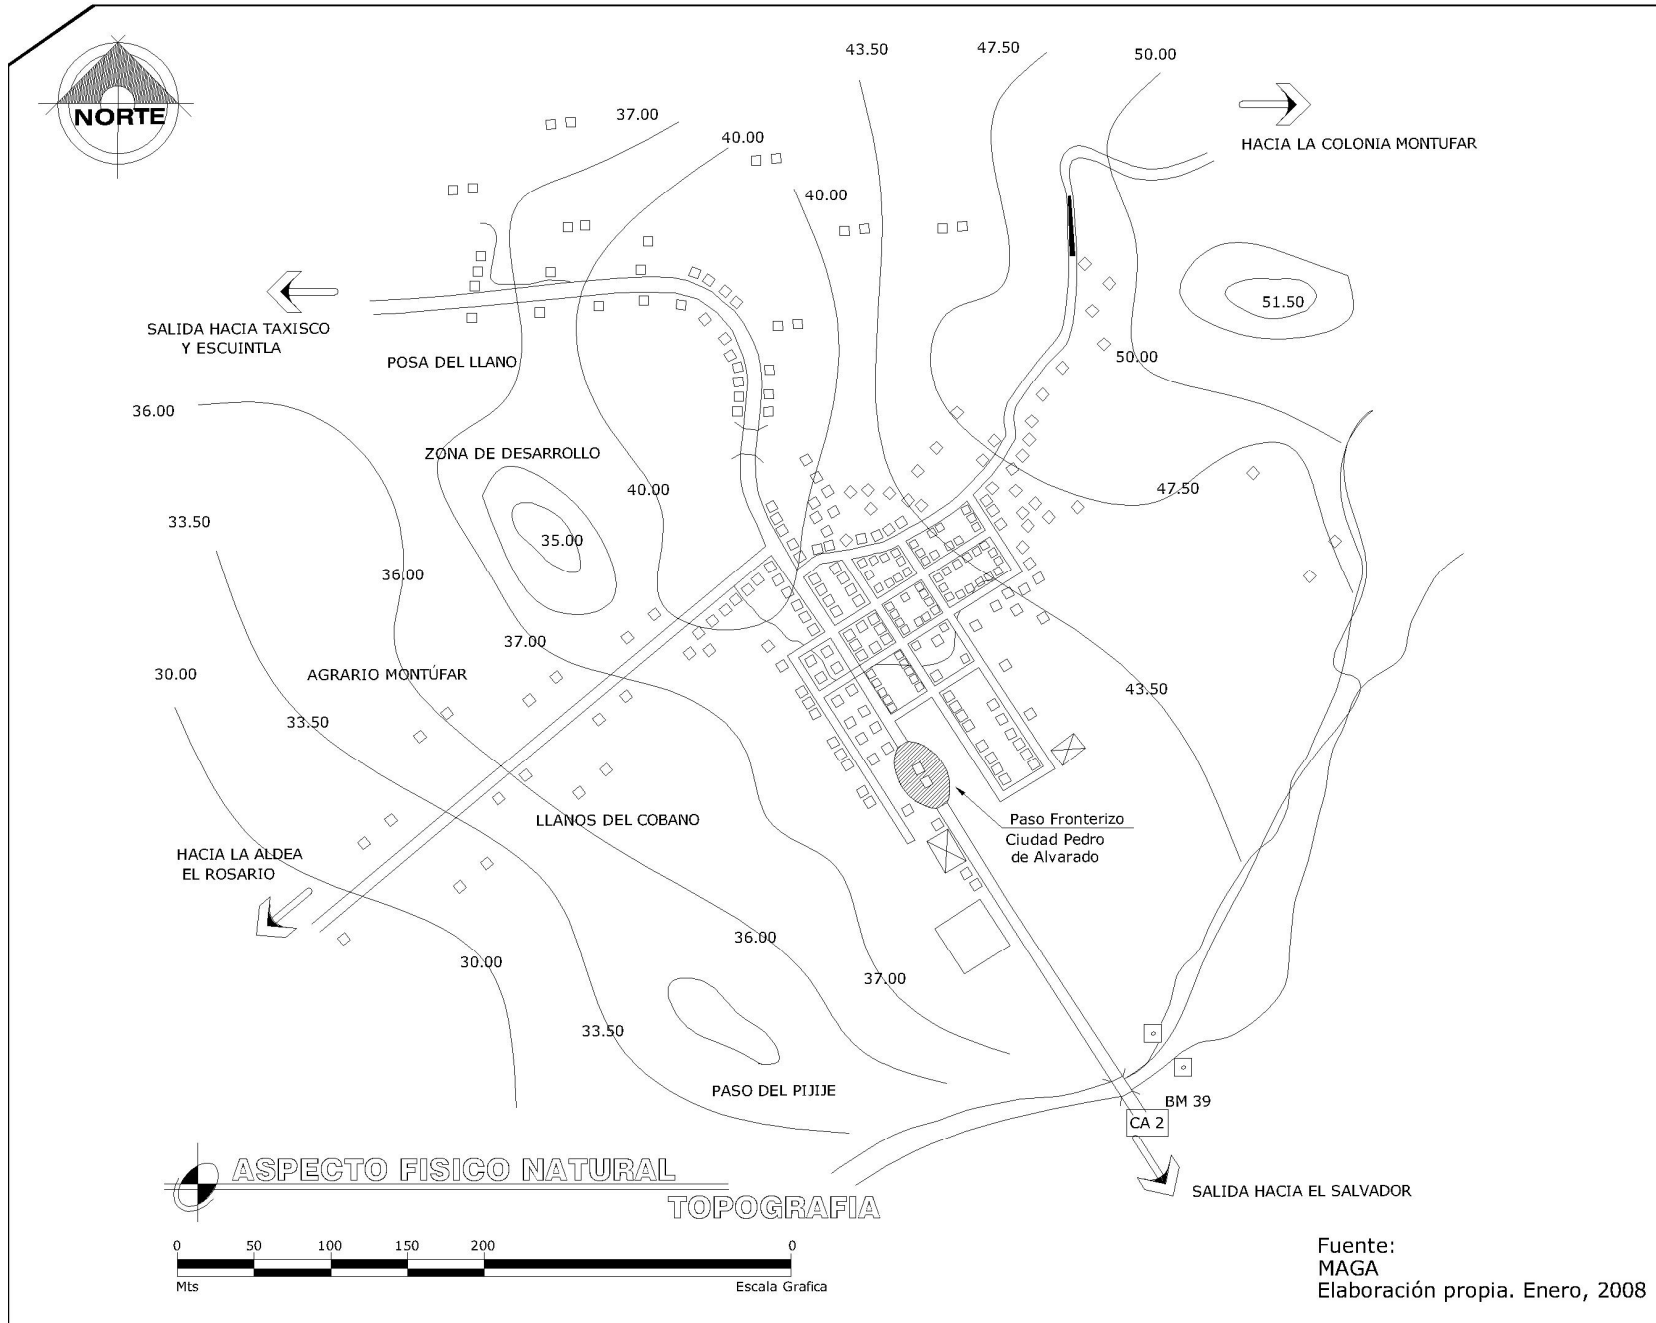 43.50
47.50
50.00
NORTE
37.00
40.00
HACIA LA COLONIA MONTUFAR
40.00
51.50
SALIDA HACIA TAXISCO
Y ESCUINTLA
POSA DEL LLANO
50.00
36.00
ZONA DE DESARROLLO
40.00
47.50
33.50
35.00
36.00
37.00
30.00
AGRARIO MONTÚFAR
43.50
33.50
LLANOS DEL COBANO
Paso Fronterizo
Ciudad Pedro
de Alvarado
HACIA LA ALDEA
EL ROSARIO
36.00
30.00
37.00
33.50
PASO DEL PIJIJE
BM 39
CA 2
ASPECTO FISICO NATURAL
TOPOGRAFIA
SALIDA HACIA EL SALVADOR
0 50 100 150 200 0
Mts Escala Grafica
Fuente:
MAGA
Elaboración propia. Enero, 2008